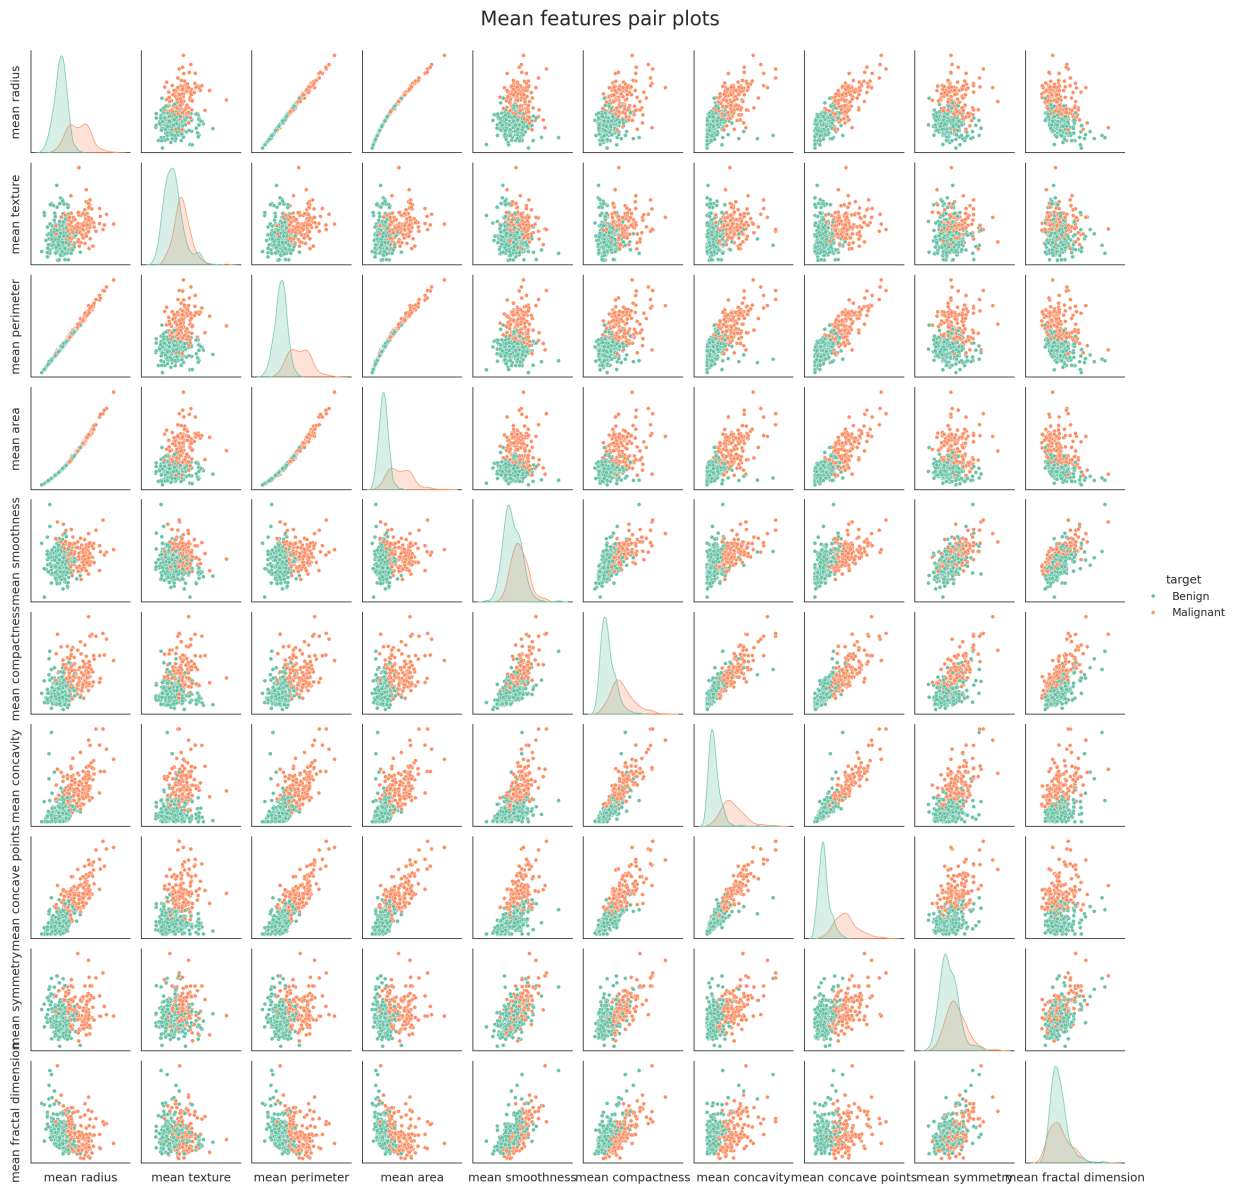 Mean features pair plots
mean radius
mean texture
mean perimeter
mean area
mean smoothness
mean compactness
mean concavity
mean concave points
mean symmetry
mean fractal dimension
target
Benign
Malignant
mean radius
mean texture
mean perimeter
mean area
mean smoothness
mean compactness
mean concavity
mean concave points
mean symmetry
mean fractal dimension